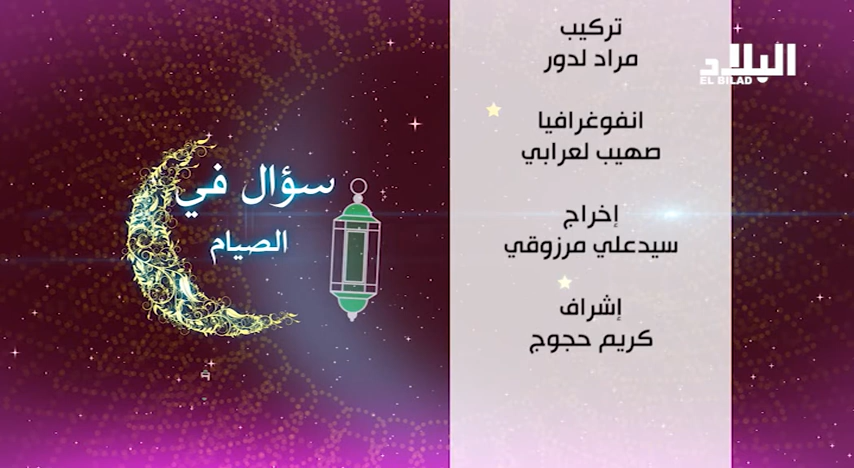 البلاد
EL BILAD
سؤال في
الصيام
تركيب
مراد لدور
انفوغرافيا
صهيب لعرابي
إخراج
سيدعلي مرزوقي
إشراف
كريم حجوج